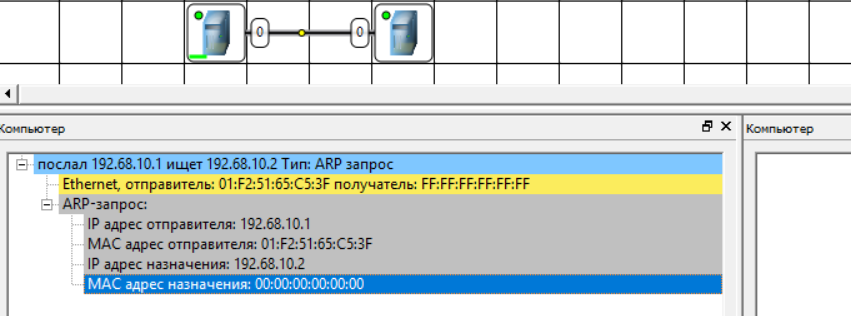 0 0
Компьютер
Компьютер
послал 192.68.10.1 ищет 192.68.10.2 Тип: ARP запрос
Ethernet, отправитель: 01:F2:51:65:C5:3F получатель: FF:FF:FF:FF:FF:FF
ARP-запрос:
IP адрес отправителя: 192.68.10.1
MAC адрес отправителя: 01:F2:51:65:C5:3F
IP адрес назначения: 192.68.10.2
MAC адрес назначения: 00:00:00:00:00:00